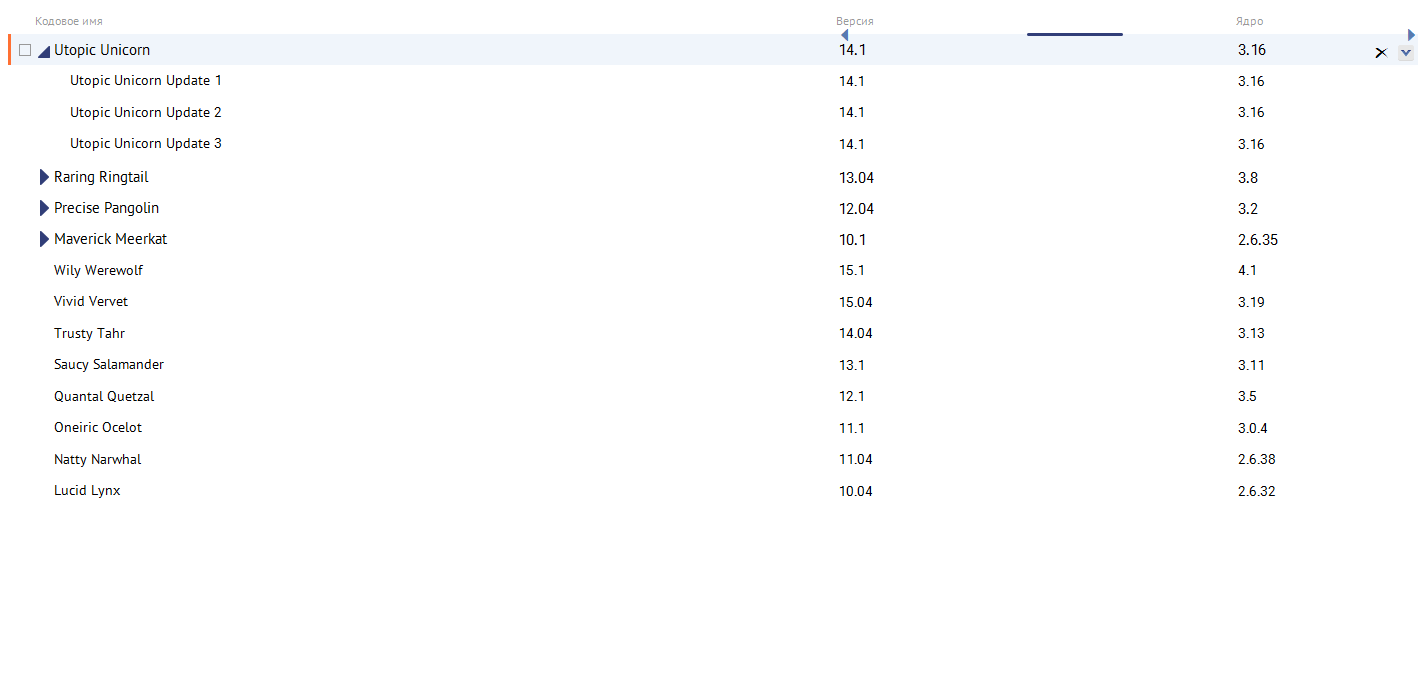 Кодовое имя Версия Ядро
Utopic Unicorn 14.1 3.16
Utopic Unicorn Update 1 14.1 3.16
Utopic Unicorn Update 2 14.1 3.16
Utopic Unicorn Update 3 14.1 3.16
Raring Ringtail 13.04 3.8
Precise Pangolin 12.04 3.2
Maverick Meerkat 10.1 2.6.35
Wily Werewolf 15.1 4.1
Vivid Vervet 15.04 3.19
Trusty Tahr 14.04 3.13
Saucy Salamander 13.1 3.11
Quantal Quetzal 12.1 3.5
Oneiric Ocelot 11.1 3.0.4
Natty Narwhal 11.04 2.6.38
Lucid Lynx 10.04 2.6.32